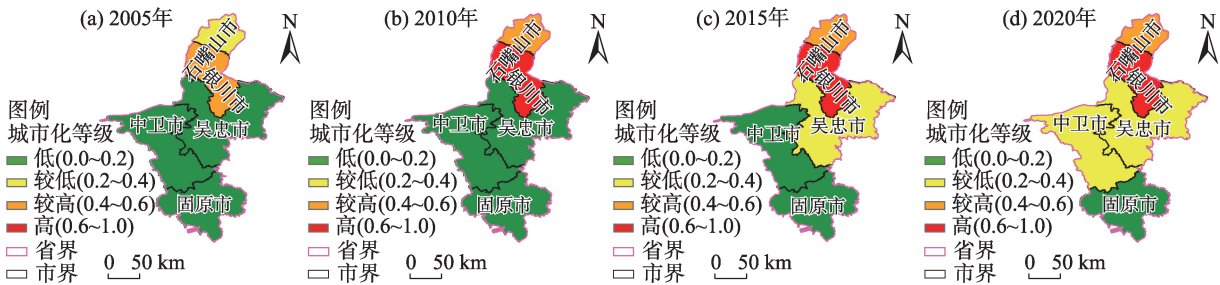 (a) 2005年
N
石嘴山市
银川市
中卫市
吴忠市
固原市
图例
城市化等级
低(0.0~0.2)
较低(0.2~0.4)
较高(0.4~0.6)
高(0.6~1.0)
省界
市界
0 50 km
(b) 2010年
N
石嘴山市
银川市
中卫市
吴忠市
固原市
图例
城市化等级
低(0.0~0.2)
较低(0.2~0.4)
较高(0.4~0.6)
高(0.6~1.0)
省界
市界
0 50 km
(c) 2015年
N
石嘴山市
银川市
中卫市
吴忠市
固原市
图例
城市化等级
低(0.0~0.2)
较低(0.2~0.4)
较高(0.4~0.6)
高(0.6~1.0)
省界
市界
0 50 km
(d) 2020年
N
石嘴山市
银川市
中卫市
吴忠市
固原市
图例
城市化等级
低(0.0~0.2)
较低(0.2~0.4)
较高(0.4~0.6)
高(0.6~1.0)
省界
市界
0 50 km